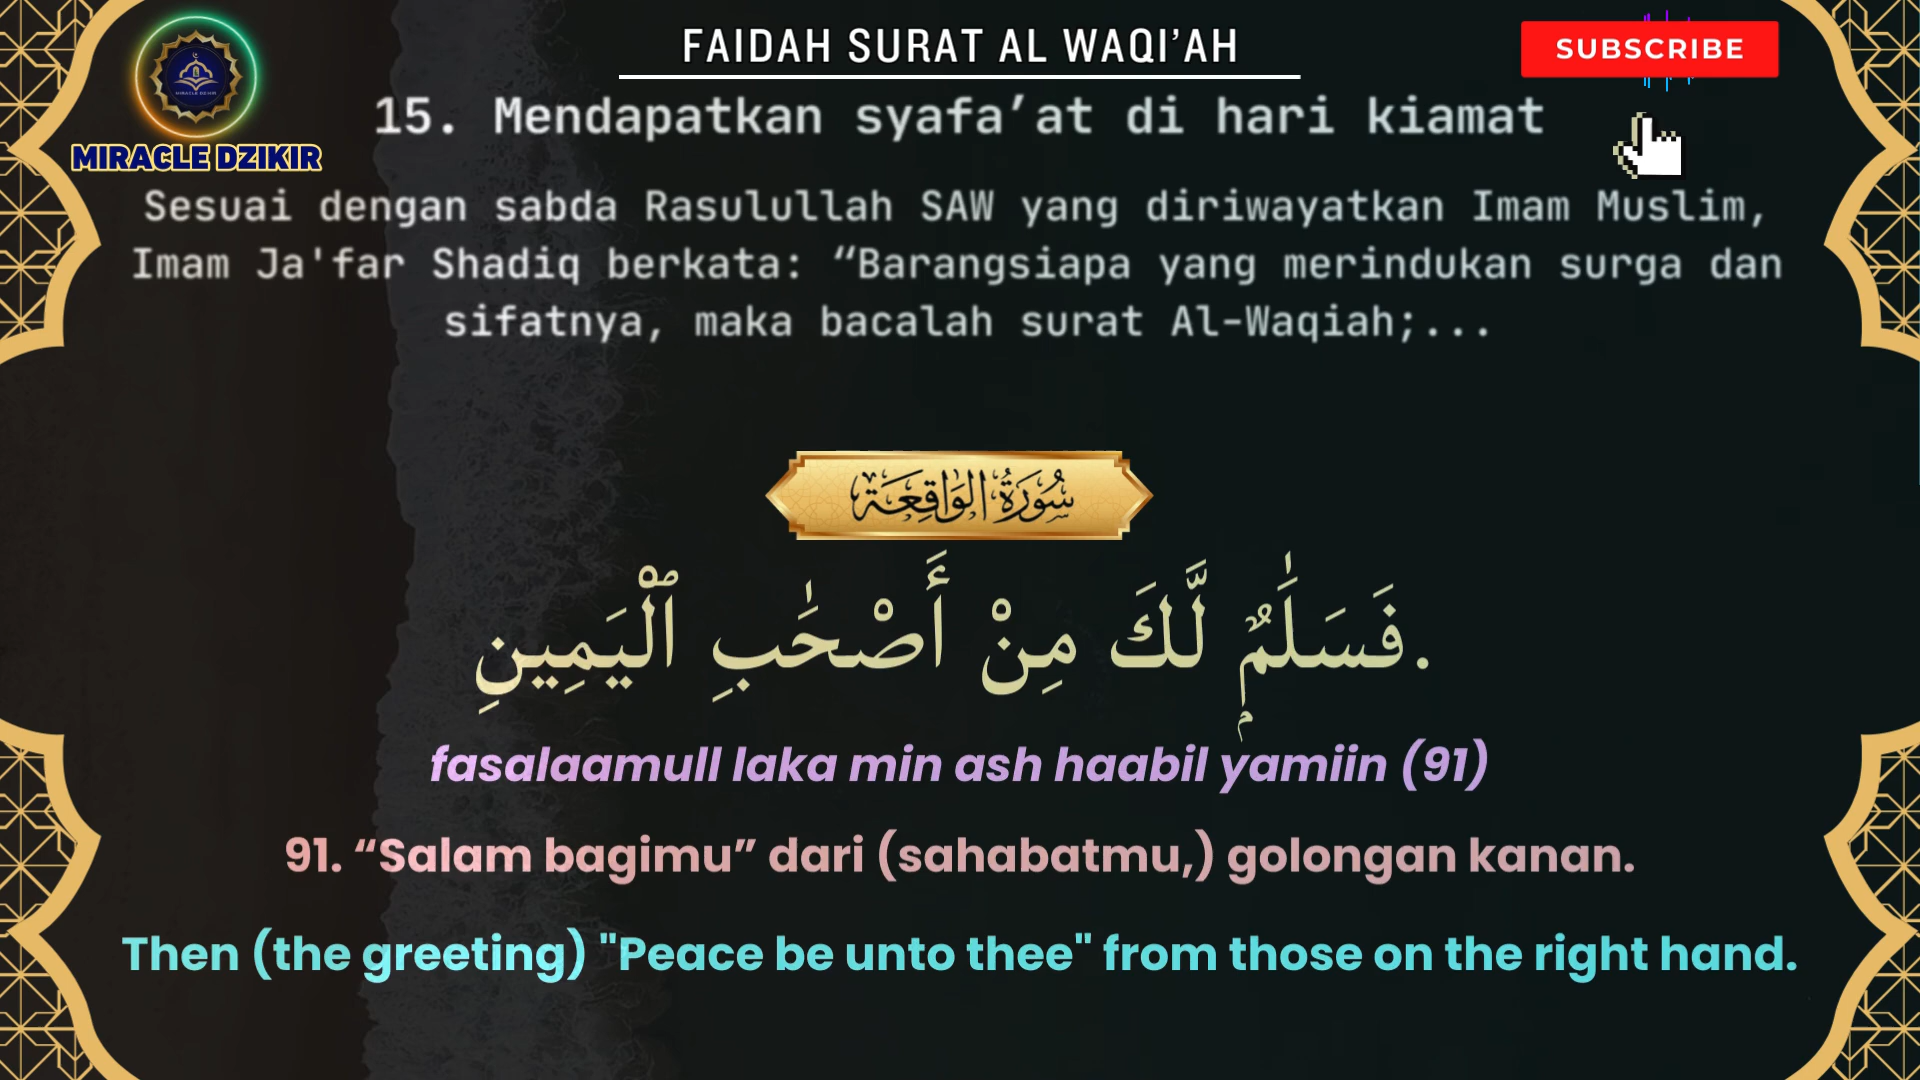 FAIDAH SURAT AL WAQI’AH
SUBSCRIBE
MIRACLE DZIKIR
15. Mendapatkan syafa’at di hari kiamat
Sesuai dengan sabda Rasulullah SAW yang diriwayatkan Imam Muslim,
Imam Ja'far Shadiq berkata: “Barangsiapa yang merindukan surga dan
sifatnya, maka bacalah surat Al-Waqiah;...
سُورَةُ الوَاقِعَة
.فَسَلَٰمٌۭ لَّكَ مِنْ أَصْحَٰبِ ٱلْيَمِينِ
fasalaamull laka min ash haabil yamiin (91)
91. “Salam bagimu” dari (sahabatmu,) golongan kanan.
Then (the greeting) "Peace be unto thee" from those on the right hand.